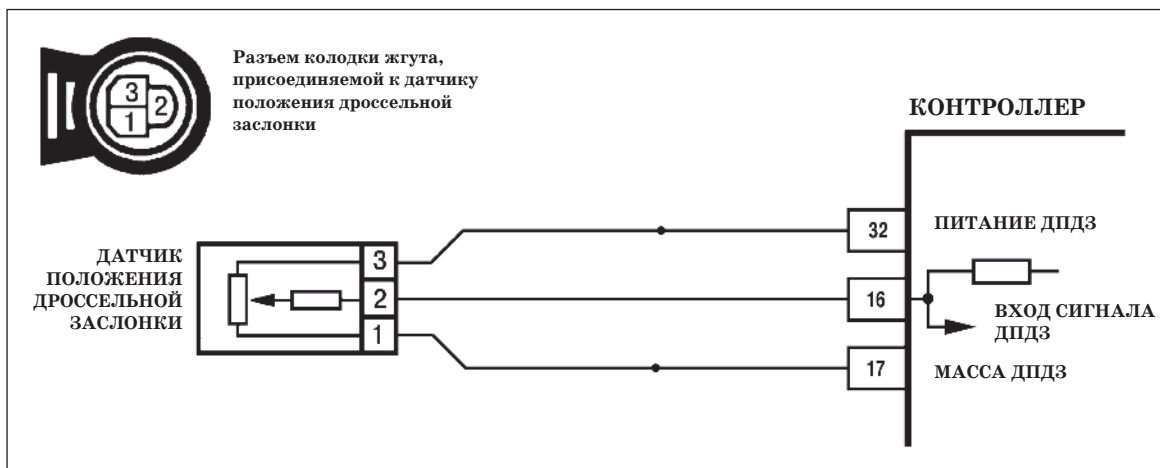 3
2
1
Разъем колодки жгута,
присоединяемой к датчику
положения дроссельной
заслонки
КОНТРОЛЛЕР
ДАТЧИК
ПОЛОЖЕНИЯ
ДРОССЕЛЬНОЙ
ЗАСЛОНКИ
3
2
1
32
16
17
ПИТАНИЕ ДПДЗ
ВХОД СИГНАЛА
ДПДЗ
МАССА ДПДЗ